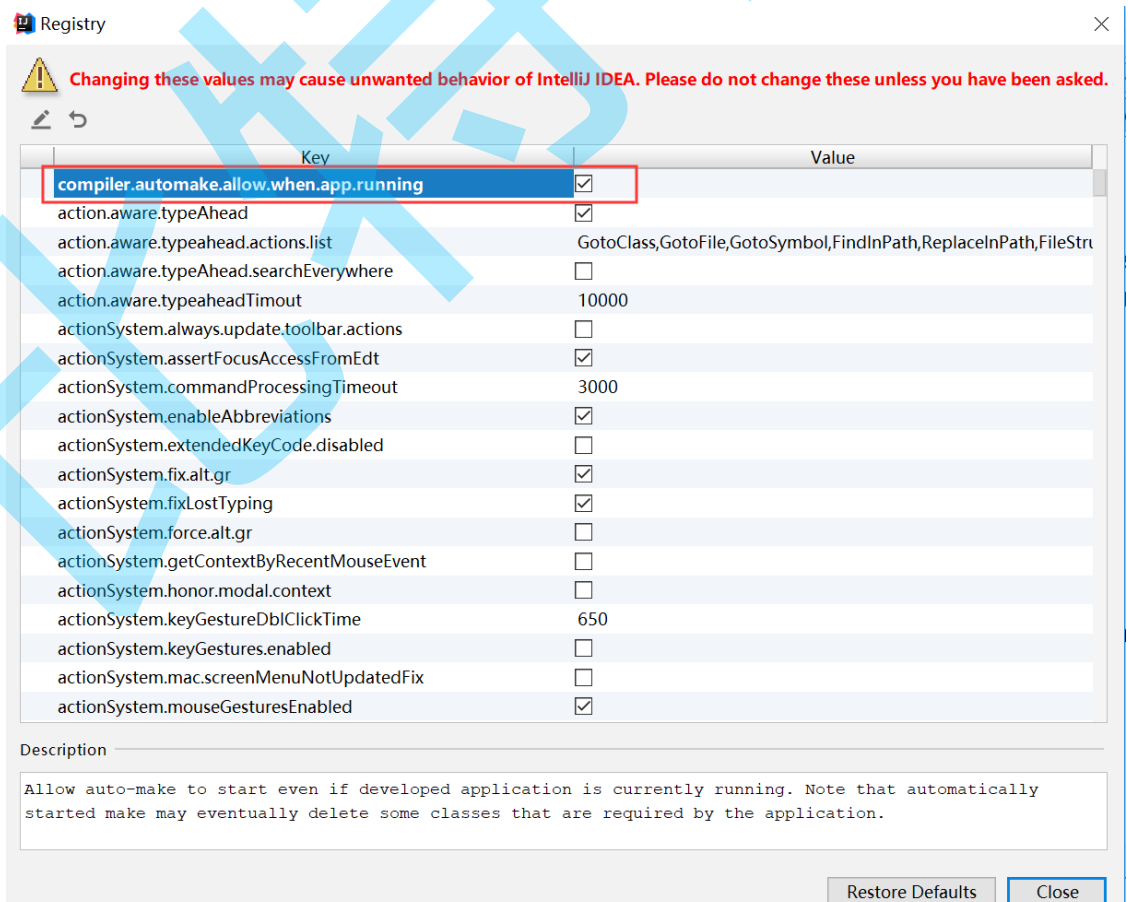 Registry
Changing these values may cause unwanted behavior of IntelliJ IDEA. Please do not change these unless you have been asked.
Key Value
compiler.automake.allow.when.app.running
action.aware.typeAhead
action.aware.typeahead.actions.list GotoClass,GotoFile,GotoSymbol,FindInPath,ReplaceInPath,FileStru
action.aware.typeAhead.searchEverywhere
action.aware.typeaheadTimout 10000
actionSystem.always.update.toolbar.actions
actionSystem.assertFocusAccessFromEdt
actionSystem.commandProcessingTimeout 3000
actionSystem.enableAbbreviations
actionSystem.extendedKeyCode.disabled
actionSystem.fix.alt.gr
actionSystem.fixLostTyping
actionSystem.force.alt.gr
actionSystem.getContextByRecentMouseEvent
actionSystem.honor.modal.context
actionSystem.keyGestureDblClickTime 650
actionSystem.keyGestures.enabled
actionSystem.mac.screenMenuNotUpdatedFix
actionSystem.mouseGesturesEnabled
Description
Allow auto-make to start even if developed application is currently running. Note that automatically
started make may eventually delete some classes that are required by the application.
Restore Defaults Close